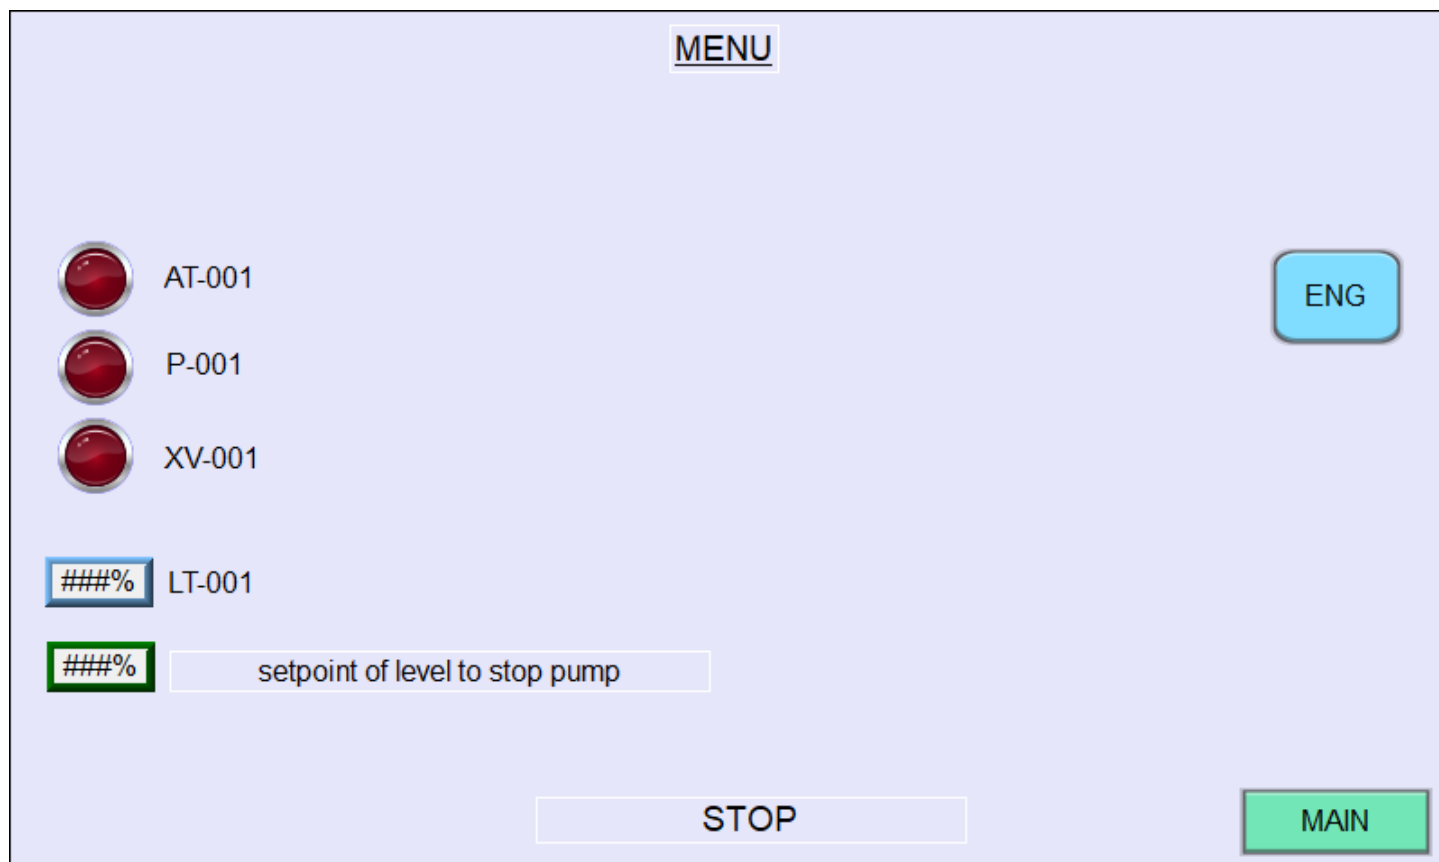 MENU
AT-001
ENG
P-001
XV-001
###% LT-001
###% setpoint of level to stop pump
STOP
MAIN